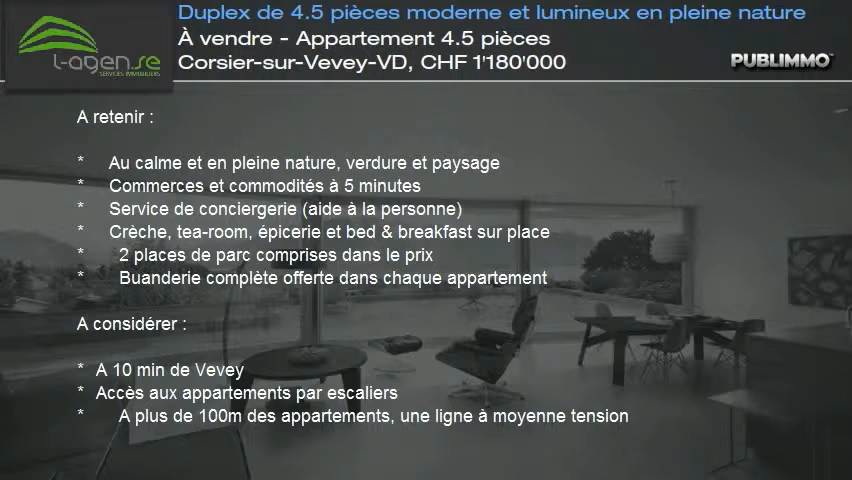 l-agence
SERVICES IMMOBILIERS
Duplex de 4.5 pièces moderne et lumineux en pleine nature
À vendre - Appartement 4.5 pièces
Corsier-sur-Vevey-VD, CHF 1'180'000
PUBLIMMO™
A retenir :
* Au calme et en pleine nature, verdure et paysage
* Commerces et commodités à 5 minutes
* Service de conciergerie (aide à la personne)
* Crèche, tea-room, épicerie et bed & breakfast sur place
* 2 places de parc comprises dans le prix
* Buanderie complète offerte dans chaque appartement
A considérer :
* A 10 min de Vevey
* Accès aux appartements par escaliers
* A plus de 100m des appartements, une ligne à moyenne tension